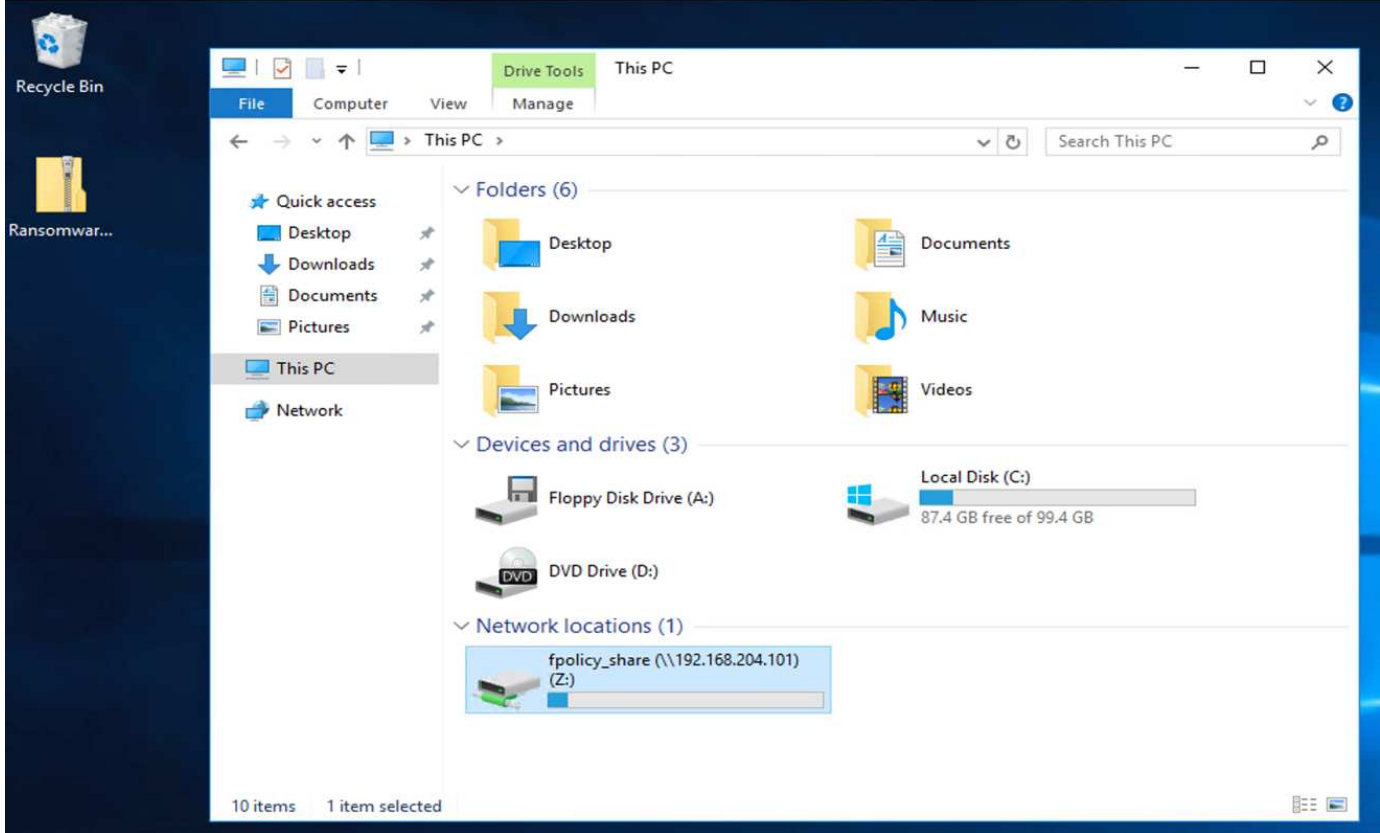 Recycle Bin
Ransomwar...
Drive Tools
This PC
File
Computer
View
Manage
This PC
Search This PC
Quick access
Desktop
Downloads
Documents
Pictures
This PC
Network
Folders (6)
Desktop
Documents
Downloads
Music
Pictures
Videos
Devices and drives (3)
Floppy Disk Drive (A:)
Local Disk (C:)
87.4 GB free of 99.4 GB
DVD
DVD Drive (D:)
Network locations (1)
fpolicy_share (\\192.168.204.101)
(Z:)
10 items
1 item selected